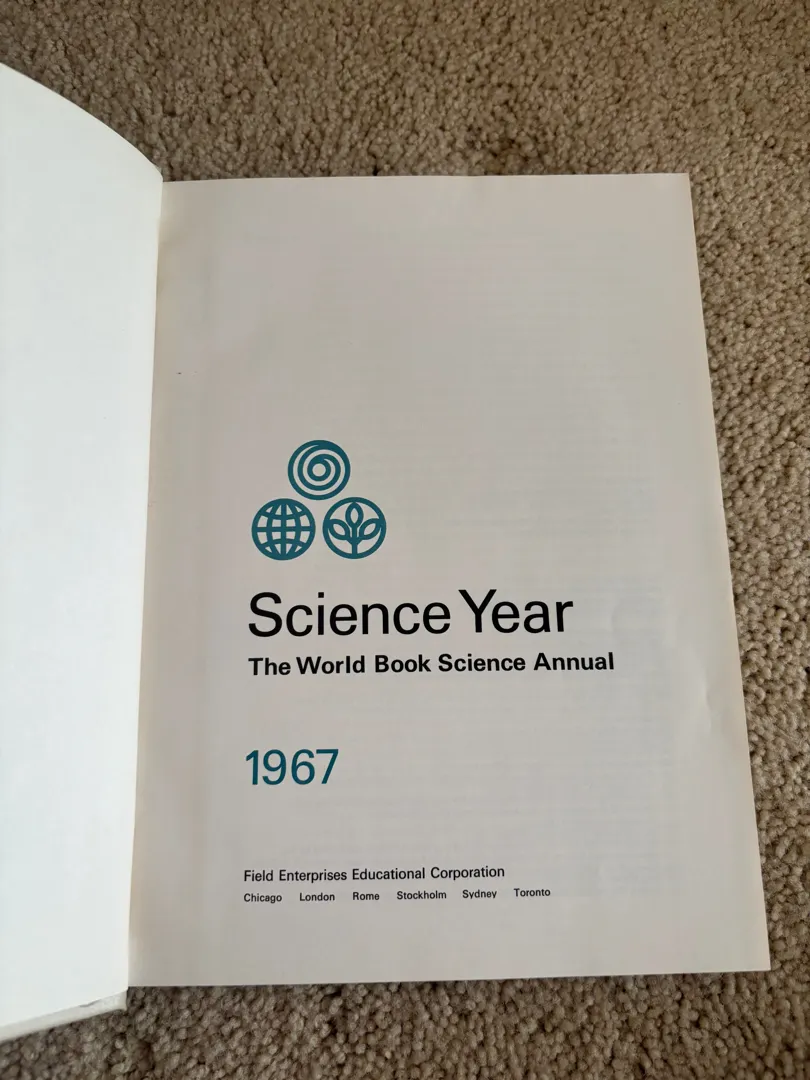 Science Year
The World Book Science Annual
1967
Field Enterprises Educational Corporation
Chicago London Rome Stockholm Sydney Toronto